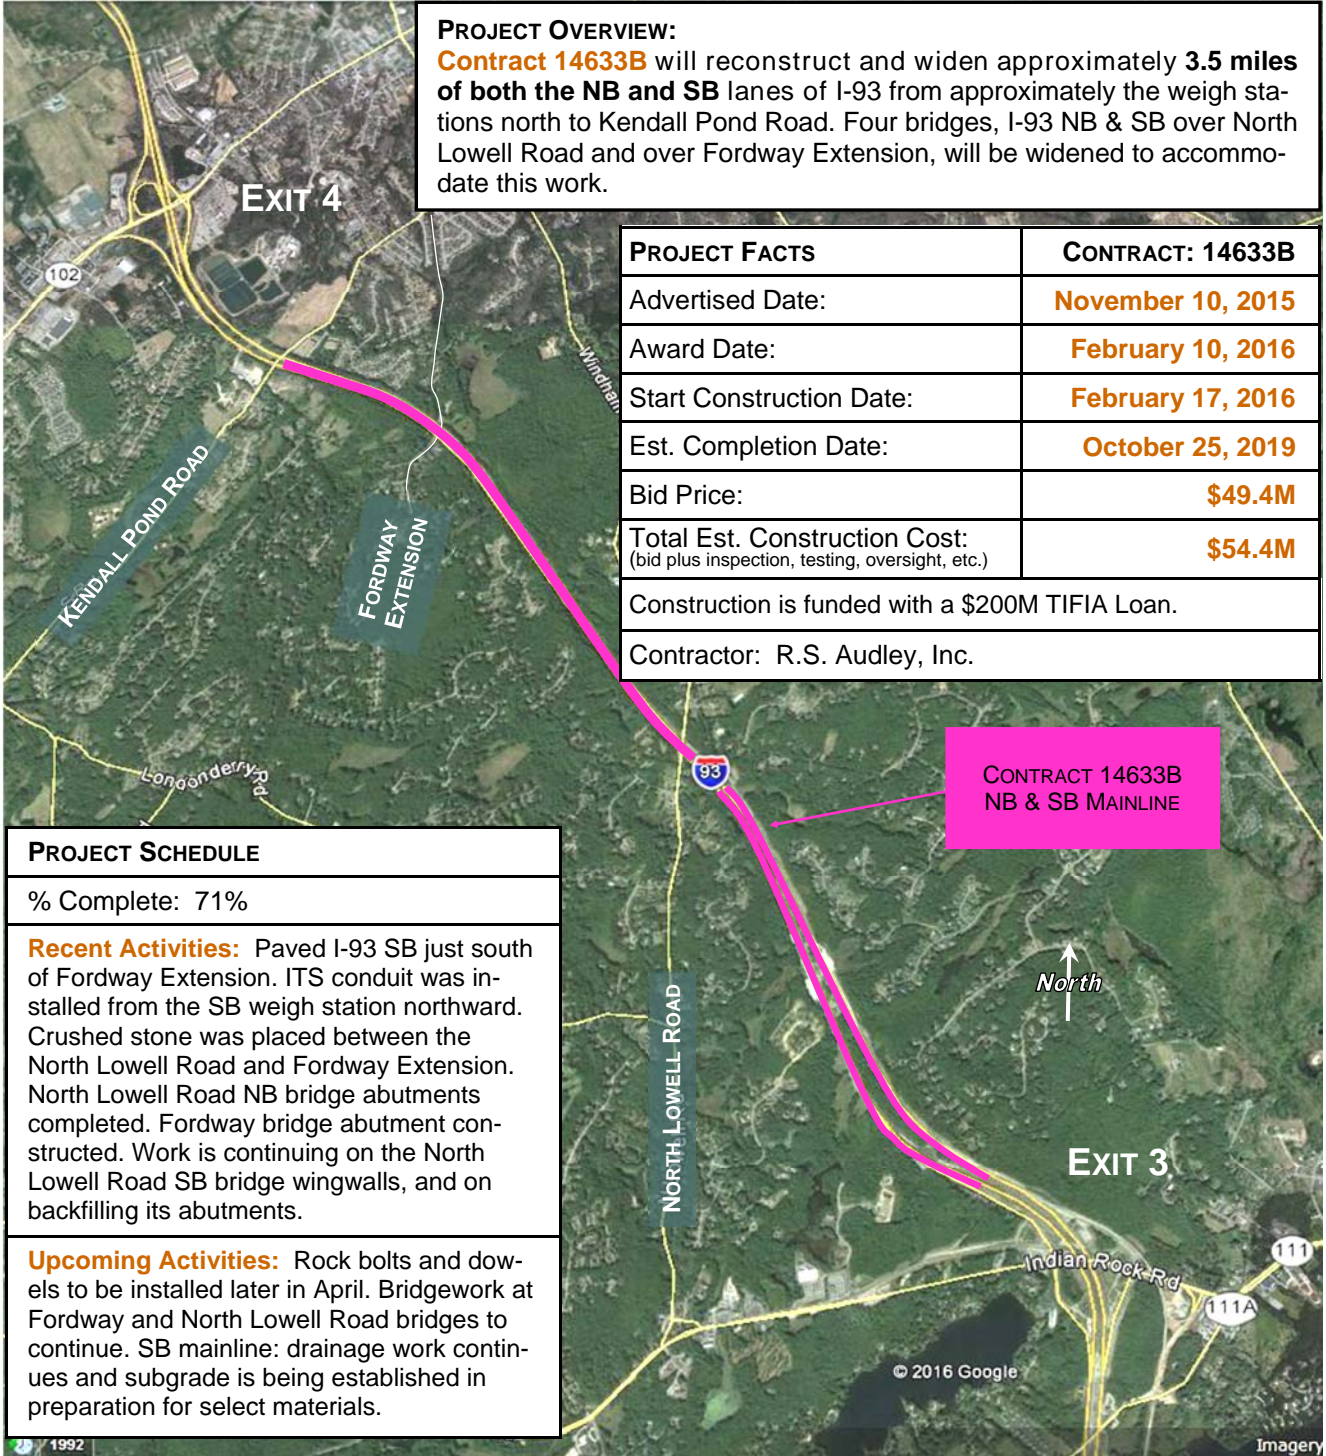 PROJECT OVERVIEW:
Contract 14633B will reconstruct and widen approximately 3.5 miles
of both the NB and SB lanes of I-93 from approximately the weigh sta-
tions north to Kendall Pond Road. Four bridges, I-93 NB & SB over North
Lowell Road and over Fordway Extension, will be widened to accommo-
date this work.
EXIT 4
102
PROJECT FACTS CONTRACT: 14633B
Advertised Date: November 10, 2015
Award Date: February 10, 2016
Start Construction Date: February 17, 2016
Est. Completion Date: October 25, 2019
Bid Price: $49.4M
Total Est. Construction Cost: $54.4M
(bid plus inspection, testing, oversight, etc.)
Construction is funded with a $200M TIFIA Loan.
Contractor: R.S. Audley, Inc.
Windham
KENDALL POND ROAD
FORDWAY
EXTENSION
Londonderry Rd
93
CONTRACT 14633B
NB & SB MAINLINE
PROJECT SCHEDULE
% Complete: 71%
Recent Activities: Paved I-93 SB just south
of Fordway Extension. ITS conduit was in-
stalled from the SB weigh station northward.
Crushed stone was placed between the
North Lowell Road and Fordway Extension.
North Lowell Road NB bridge abutments
completed. Fordway bridge abutment con-
structed. Work is continuing on the North
Lowell Road SB bridge wingwalls, and on
backfilling its abutments.
Upcoming Activities: Rock bolts and dow-
els to be installed later in April. Bridgework at
Fordway and North Lowell Road bridges to
continue. SB mainline: drainage work contin-
ues and subgrade is being established in
preparation for select materials.
North
NORTH LOWELL ROAD
EXIT 3
Indian Rock Rd
111
111A
© 2016 Google
1992
Imagery